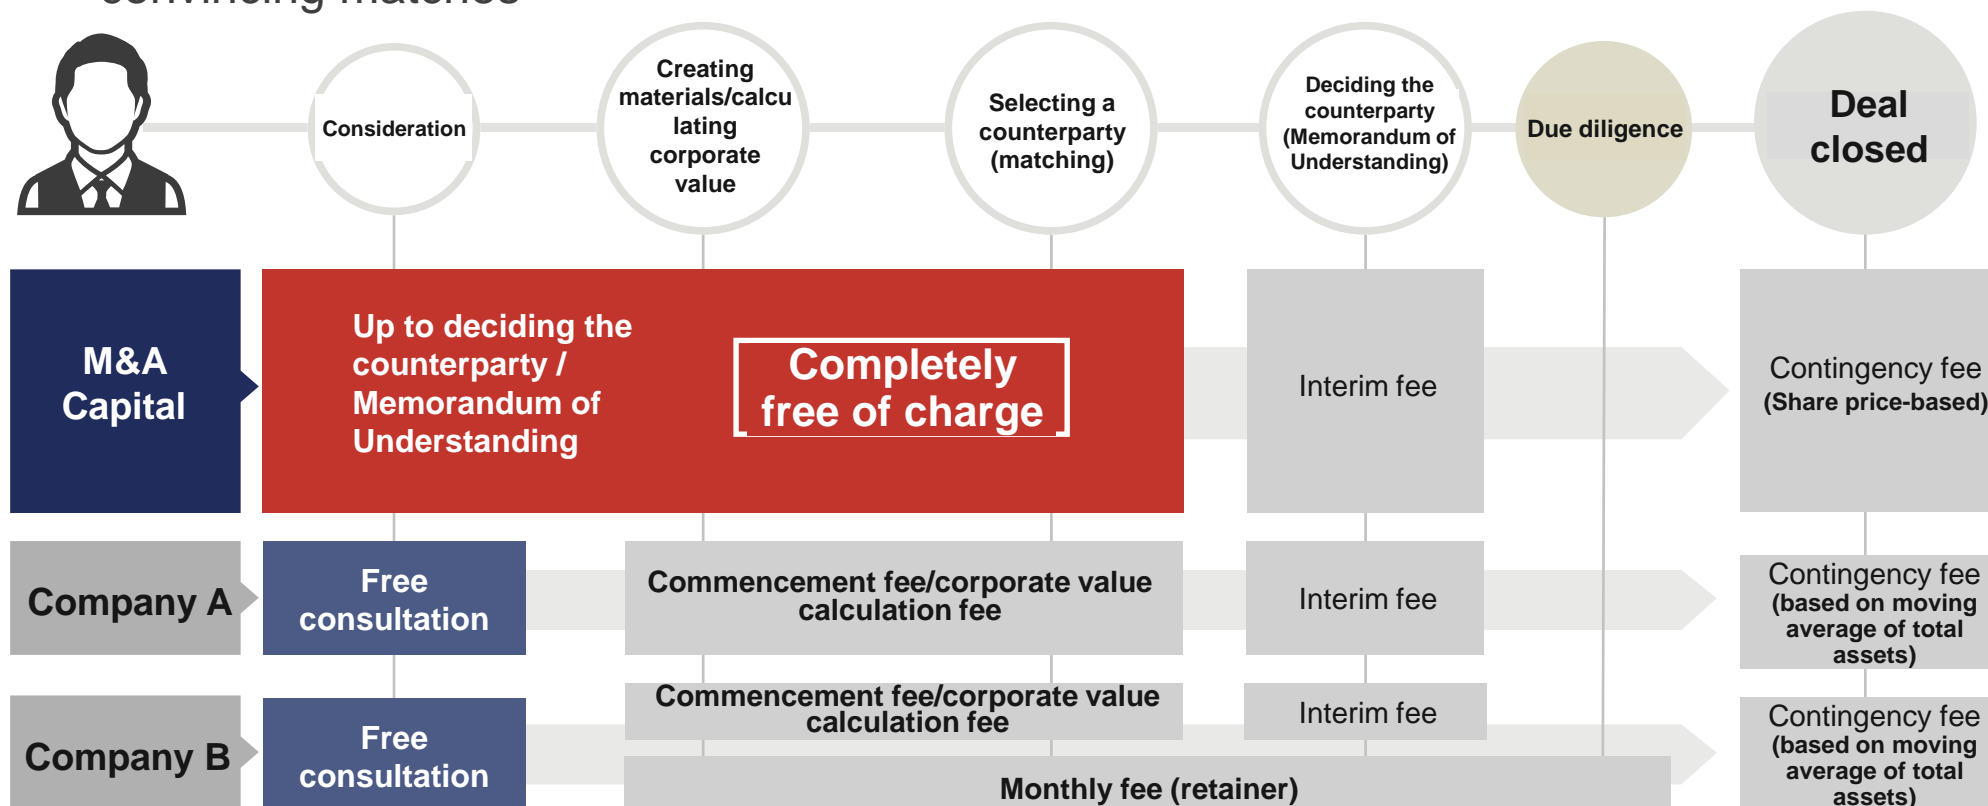 convincing matches
Consideration
Creating
materials/calcu
lating
corporate
value
Selecting a
counterparty
(matching)
Deciding the
counterparty
(Memorandum of
Understanding)
Due diligence
Deal
closed
M&A
Capital
Up to deciding the
counterparty /
Memorandum of
Understanding
Completely
free of charge
Interim fee
Contingency fee
(Share price-based)
Company A
Free
consultation
Commencement fee/corporate value
calculation fee
Interim fee
Contingency fee
(based on moving
average of total
assets)
Company B
Free
consultation
Commencement fee/corporate value
calculation fee
Interim fee
Monthly fee (retainer)
Contingency fee
(based on moving
average of total
assets)